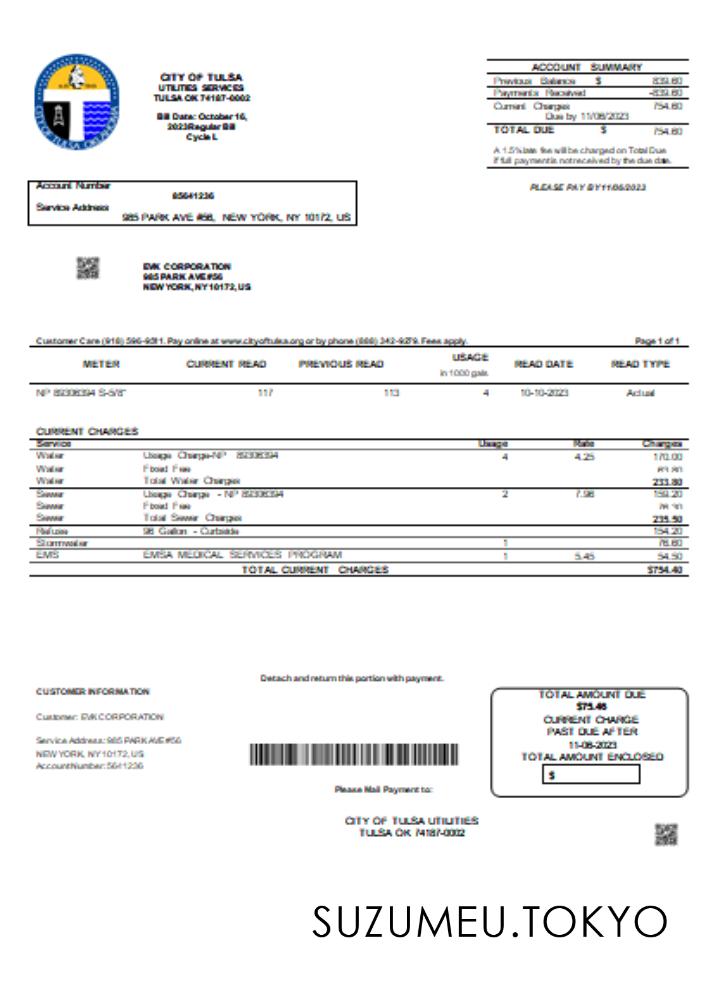 CITY OF TULSA
UTILITIES SERVICES
TULSA OK 74187-0002
Bill Date: October 16,
2023Regular Bill
Cycle L
ACCOUNT SUMMARY
Previous Balance $ 839.60
Payments Received -839.60
Current Charges 754.60
Due by 11/06/2023
TOTAL DUE $ 754.60
A 1.5% late fee will be charged on Total Due
if full payment is not received by the due date.
PLEASE PAY BY 11/06/2023
Account Number
85641236
Service Address
985 PARK AVE #56, NEW YORK, NY 10172, US
EVK CORPORATION
985 PARK AVE #56
NEW YORK, NY 10172, US
Customer Care (918) 596-9511. Pay online at www.cityoftulsa.org or by phone (888) 342-9279. Fees apply. Page 1 of 1
METER CURRENT READ PREVIOUS READ USAGE in 1000 gals READ DATE READ TYPE
NP 89308394 S-5/8" 117 113 4 10-10-2023 Actual
CURRENT CHARGES
Service Usage Rate Charges
Water Usage Charge-NP 89308394 4 4.25 170.00
Water Fixed Fee 63.80
Water Total Water Charges 233.80
Sewer Usage Charge - NP 89308394 2 7.96 159.20
Sewer Fixed Fee 76.30
Sewer Total Sewer Charges 235.50
Refuse 96 Gallon - Curbside 154.20
Stormwater 1 76.60
EMS EMSA MEDICAL SERVICES PROGRAM 1 5.45 54.50
TOTAL CURRENT CHARGES $754.40
Detach and return this portion with payment.
CUSTOMER INFORMATION
Customer: EVK CORPORATION
Service Address: 985 PARK AVE #56
NEW YORK, NY 10172, US
Account Number: 5641236
TOTAL AMOUNT DUE
$75.46
CURRENT CHARGE
PAST DUE AFTER
11-06-2023
TOTAL AMOUNT ENCLOSED
$
Please Mail Payment to:
CITY OF TULSA UTILITIES
TULSA OK 74187-0002
SUZUMEU.TOKYO